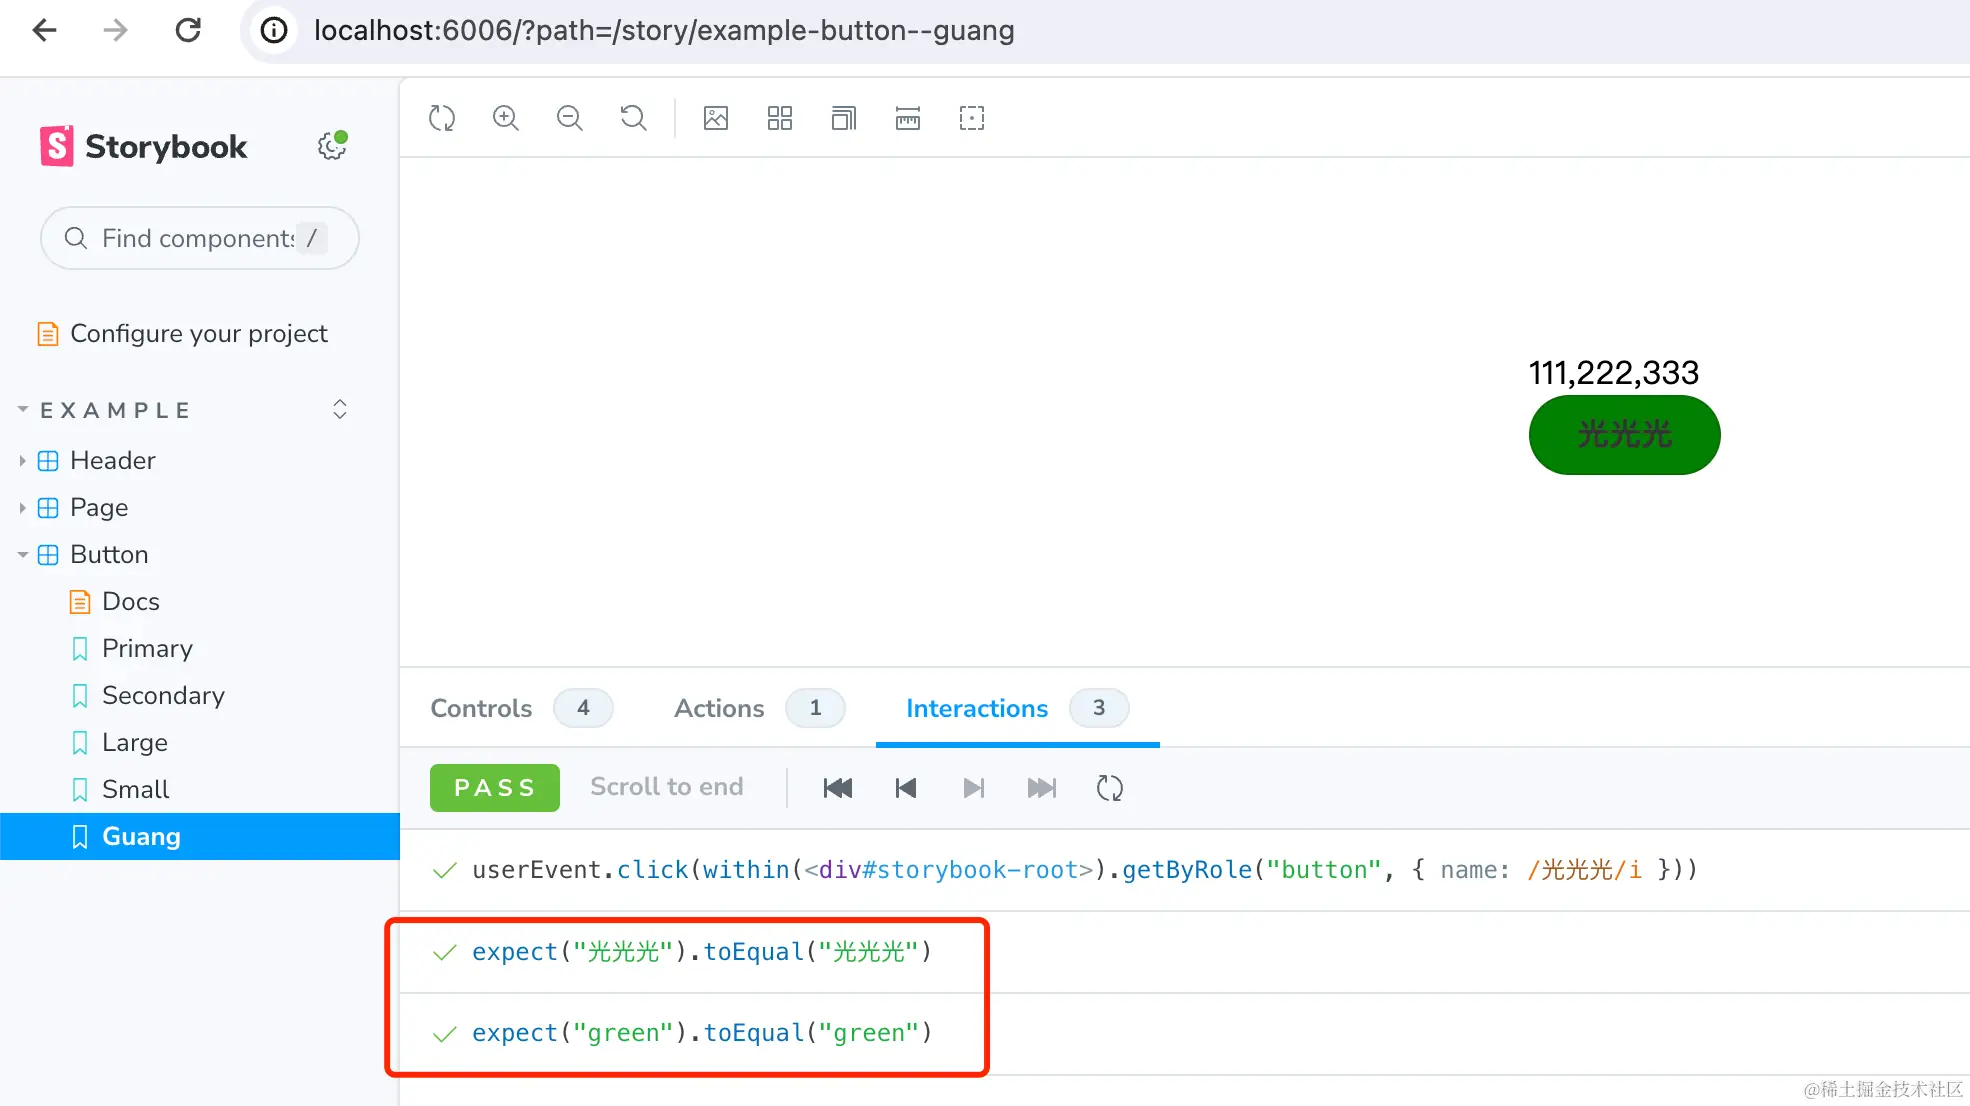 localhost:6006/?path=/story/example-button--guang
Storybook
Find components /
Configure your project
EXAMPLE
Header
Page
Button
Docs
Primary
Secondary
Large
Small
Guang
111,222,333
光光光
Controls 4 Actions 1 Interactions 3
PASS Scroll to end
userEvent.click(within(<div#storybook-root>).getByRole("button", { name: /光光光/i }))
expect("光光光").toEqual("光光光")
expect("green").toEqual("green")
@稀土掘金技术社区